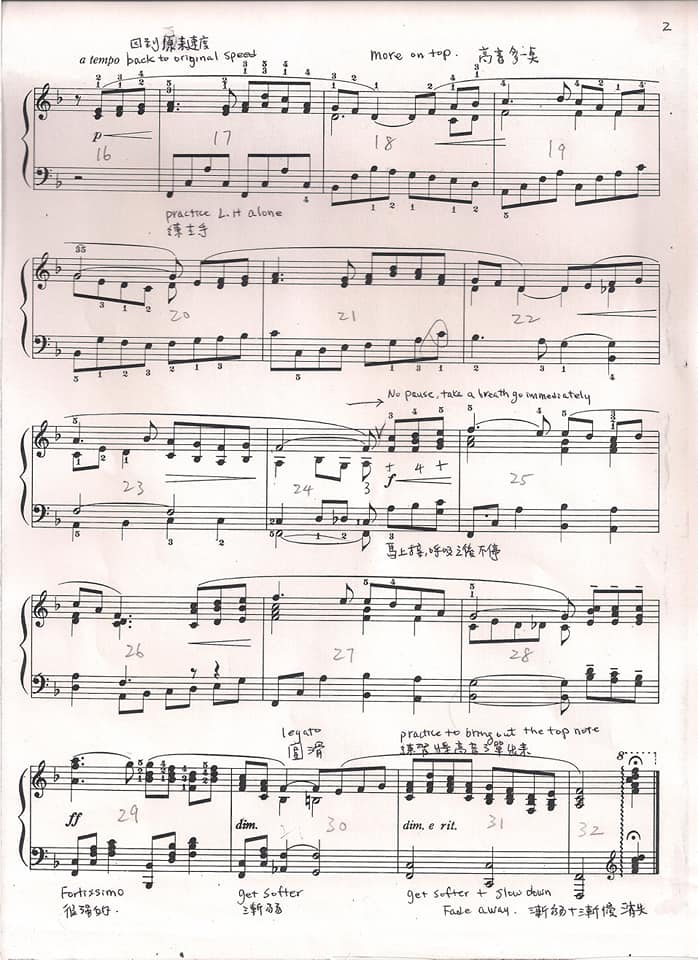 2
回到原來速度
a tempo back to original speed
more on top. 高音多一奌
p
16 17 18 19
practice L.H alone
練左手
20 21 22
No pause, take a breath go immediately
f
23 24 25
馬上接,呼吸 不停
26 27 28
legato
圓滑
practice to bring out the top note
練習 高音 彈出來
8
ff
dim.
dim. e rit.
29 30 31 32
Fortissimo
很強的.
get softer
漸弱
get softer + slow down
Fade away. 漸弱+漸慢 消失